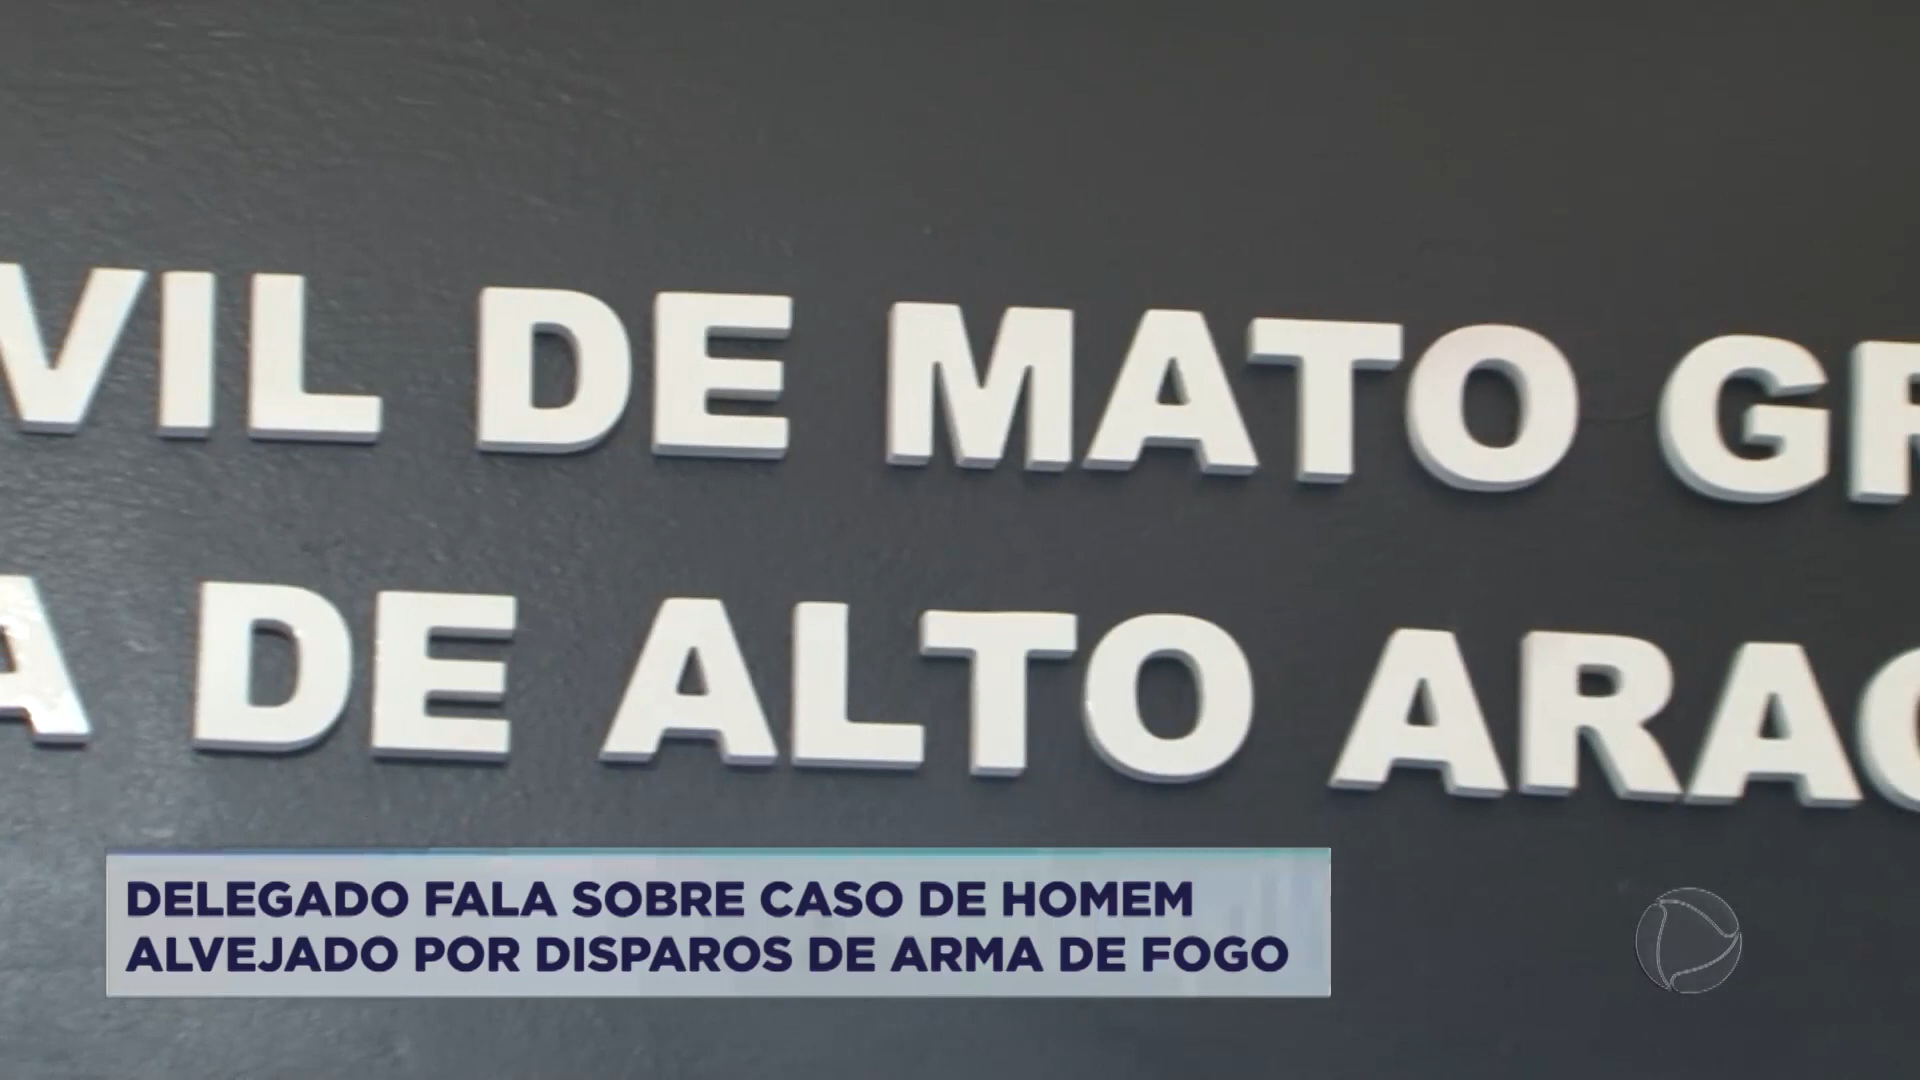 VIL DE MATO GR
A DE ALTO ARAG
DELEGADO FALA SOBRE CASO DE HOMEM
ALVEJADO POR DISPAROS DE ARMA DE FOGO